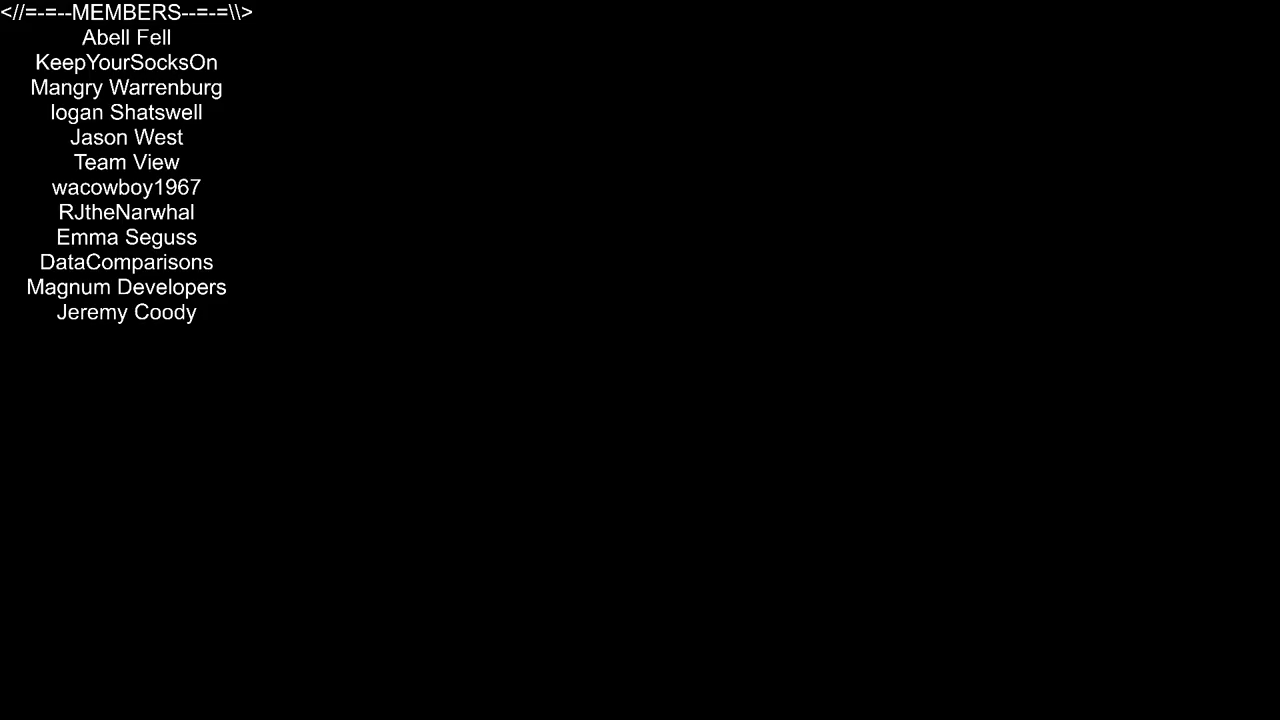 <//=-=--MEMBERS--=-=\\>
Abell Fell
KeepYourSocksOn
Mangry Warrenburg
logan Shatswell
Jason West
Team View
wacowboy1967
RJtheNarwhal
Emma Seguss
DataComparisons
Magnum Developers
Jeremy Coody